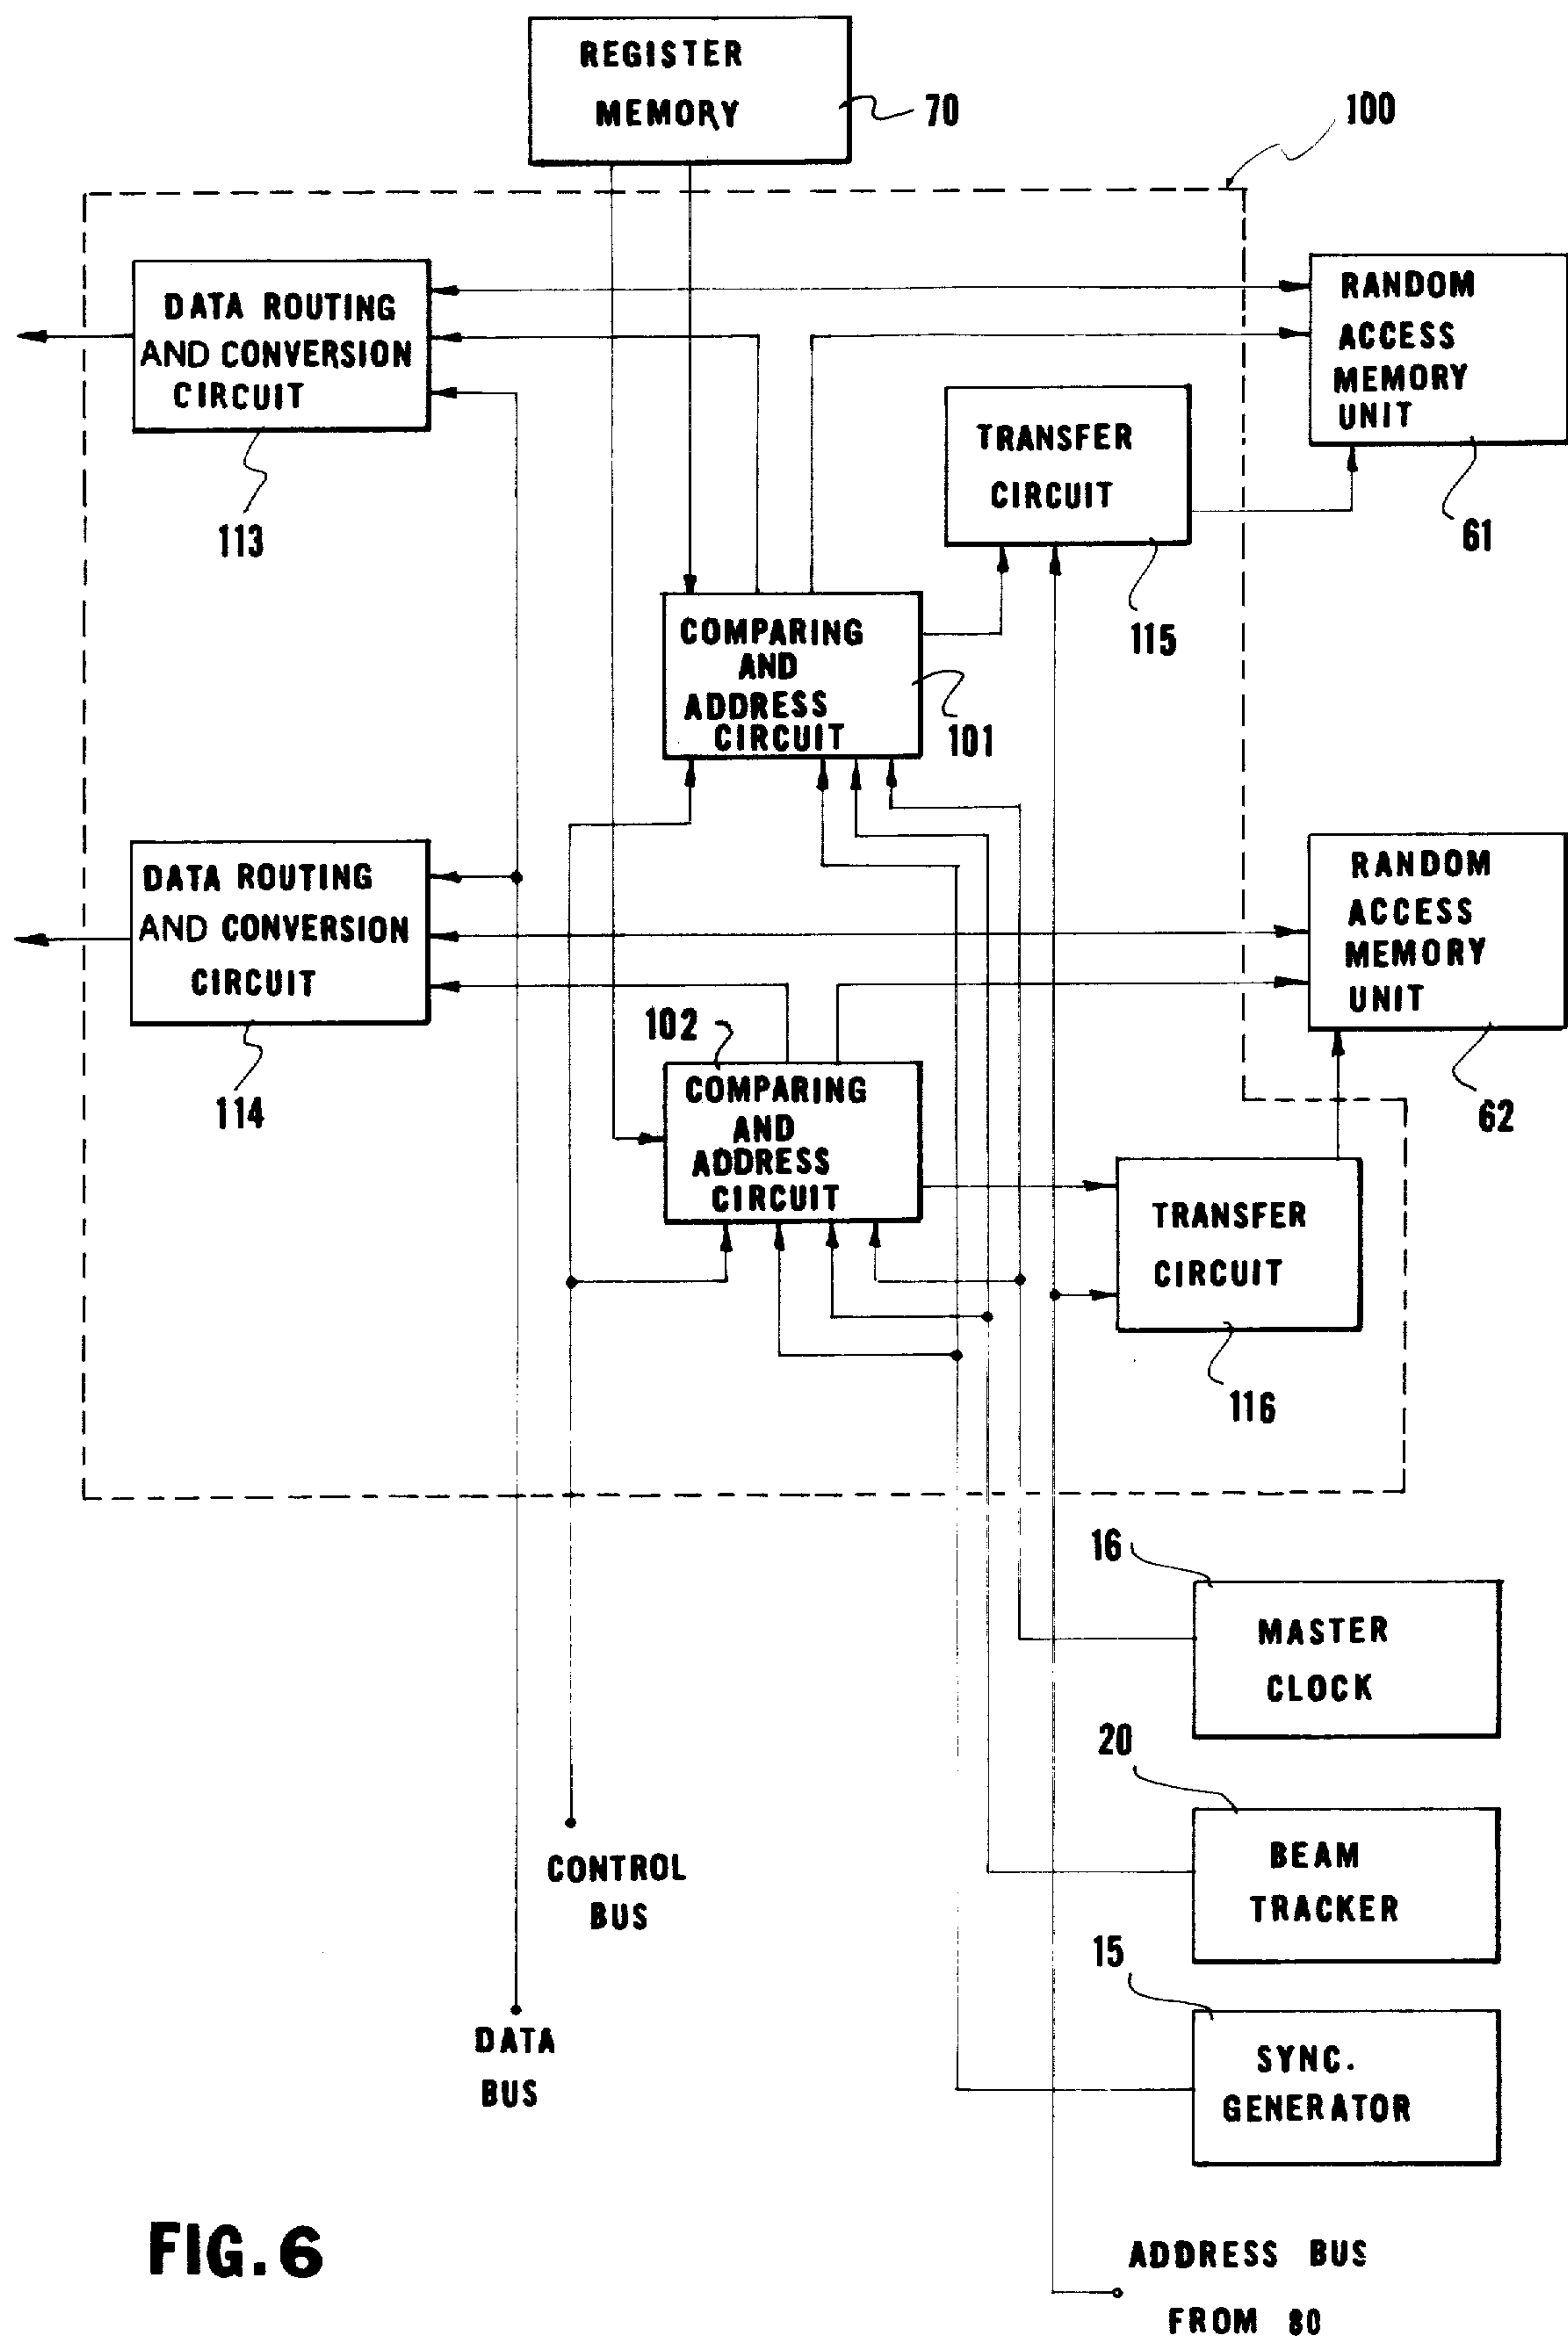 REGISTER
MEMORY
70
100
DATA ROUTING
AND CONVERSION
CIRCUIT
113
RANDOM
ACCESS
MEMORY
UNIT
61
TRANSFER
CIRCUIT
115
COMPARING
AND
ADDRESS
CIRCUIT
101
DATA ROUTING
AND CONVERSION
CIRCUIT
114
RANDOM
ACCESS
MEMORY
UNIT
62
102
COMPARING
AND
ADDRESS
CIRCUIT
TRANSFER
CIRCUIT
116
16
MASTER
CLOCK
20
BEAM
TRACKER
15
SYNC.
GENERATOR
CONTROL
BUS
DATA
BUS
ADDRESS BUS
FROM 80
FIG.6